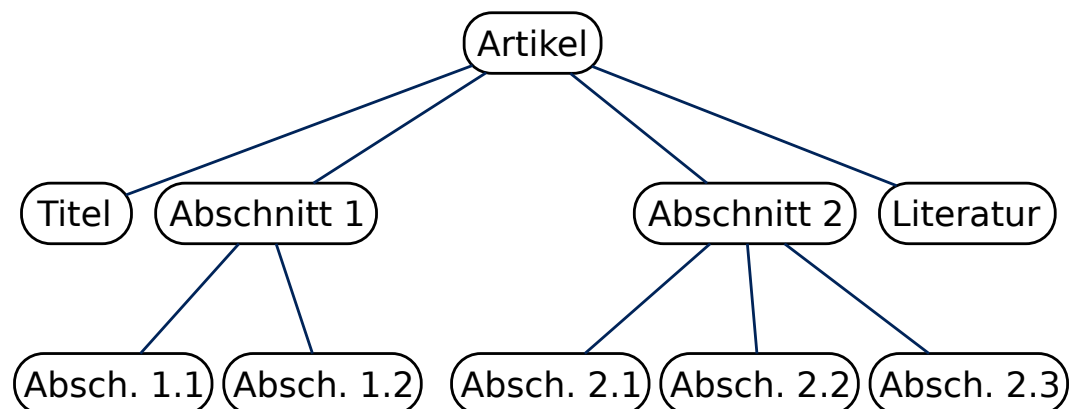 Artikel
Titel
Abschnitt 1
Abschnitt 2
Literatur
Absch. 1.1
Absch. 1.2
Absch. 2.1
Absch. 2.2
Absch. 2.3